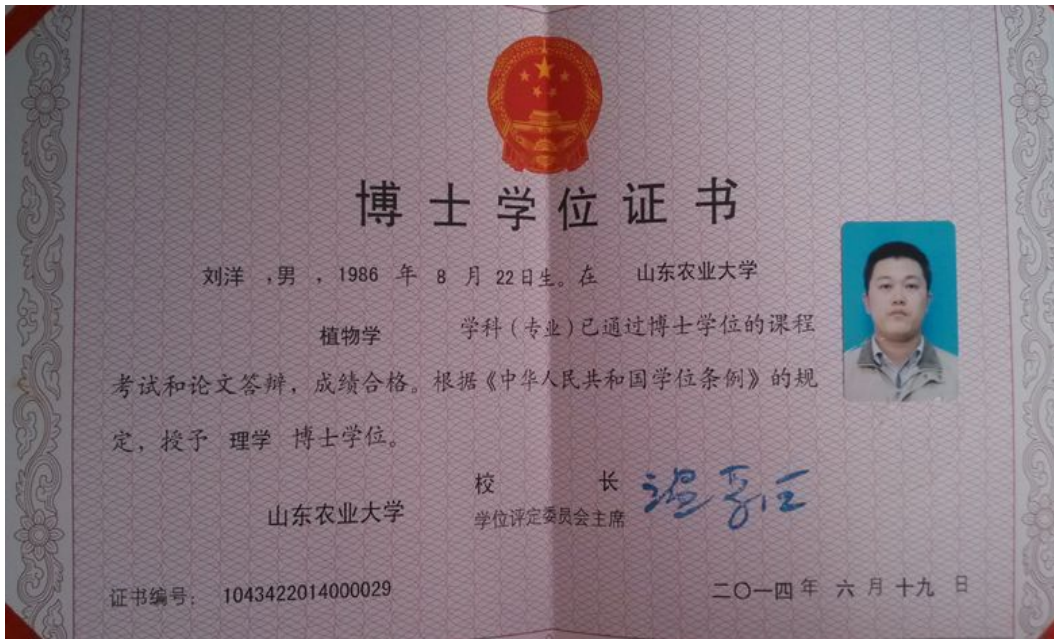 博士学位证书
刘洋 ,男 , 1986 年 8 月 22日生。在 山东农业大学
植物学 学科(专业)已通过博士学位的课程
考试和论文答辩, 成绩合格。根据《中华人民共和国学位条例》的规
定, 授予 理学 博士学位。
校 长
山东农业大学 学位评定委员会主席
证书编号: 1043422014000029 二〇一四年 六 月 十九 日